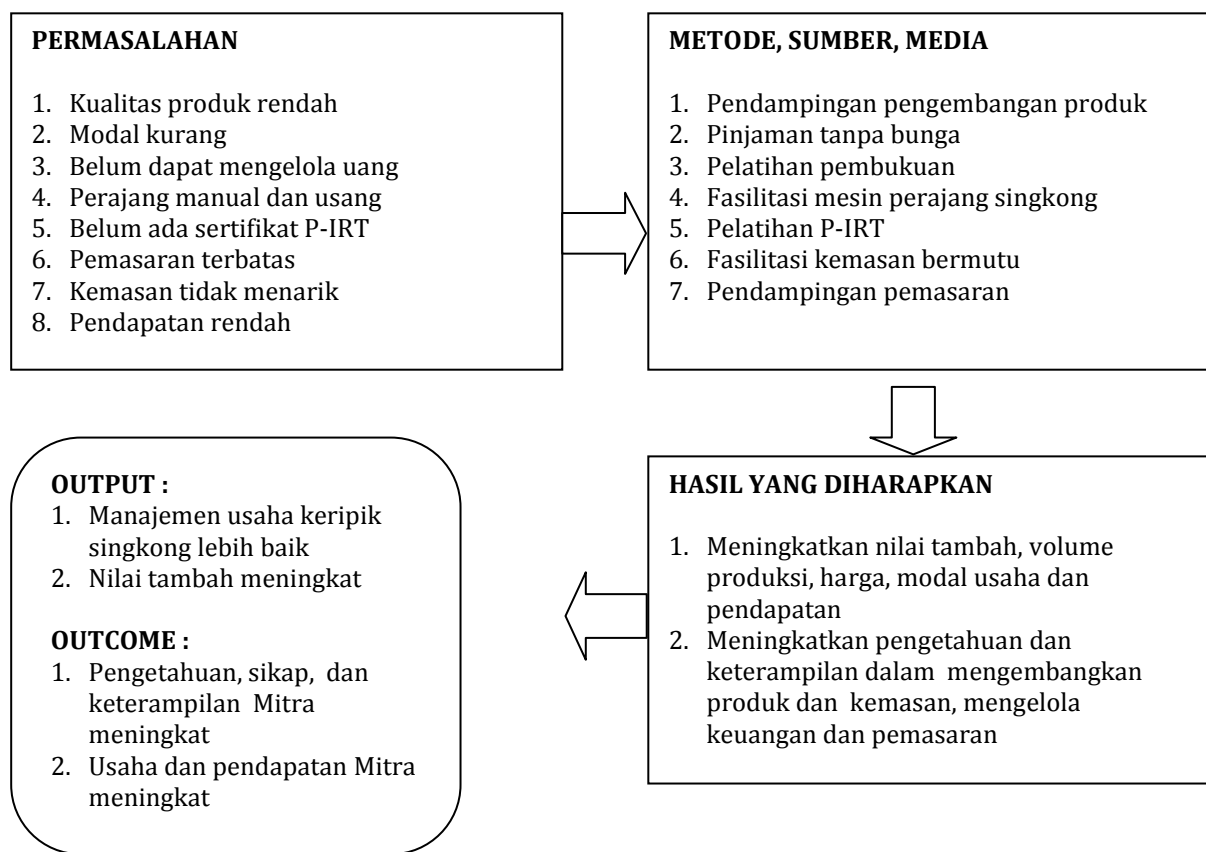 PERMASALAHAN
1. Kualitas produk rendah
2. Modal kurang
3. Belum dapat mengelola uang
4. Perajang manual dan usang
5. Belum ada sertifikat P-IRT
6. Pemasaran terbatas
7. Kemasan tidak menarik
8. Pendapatan rendah
METODE, SUMBER, MEDIA
1. Pendampingan pengembangan produk
2. Pinjaman tanpa bunga
3. Pelatihan pembukuan
4. Fasilitasi mesin perajang singkong
5. Pelatihan P-IRT
6. Fasilitasi kemasan bermutu
7. Pendampingan pemasaran
HASIL YANG DIHARAPKAN
1. Meningkatkan nilai tambah, volume
produksi, harga, modal usaha dan
pendapatan
2. Meningkatkan pengetahuan dan
keterampilan dalam mengembangkan
produk dan kemasan, mengelola
keuangan dan pemasaran
OUTPUT :
1. Manajemen usaha keripik
singkong lebih baik
2. Nilai tambah meningkat
OUTCOME :
1. Pengetahuan, sikap, dan
keterampilan Mitra
meningkat
2. Usaha dan pendapatan Mitra
meningkat